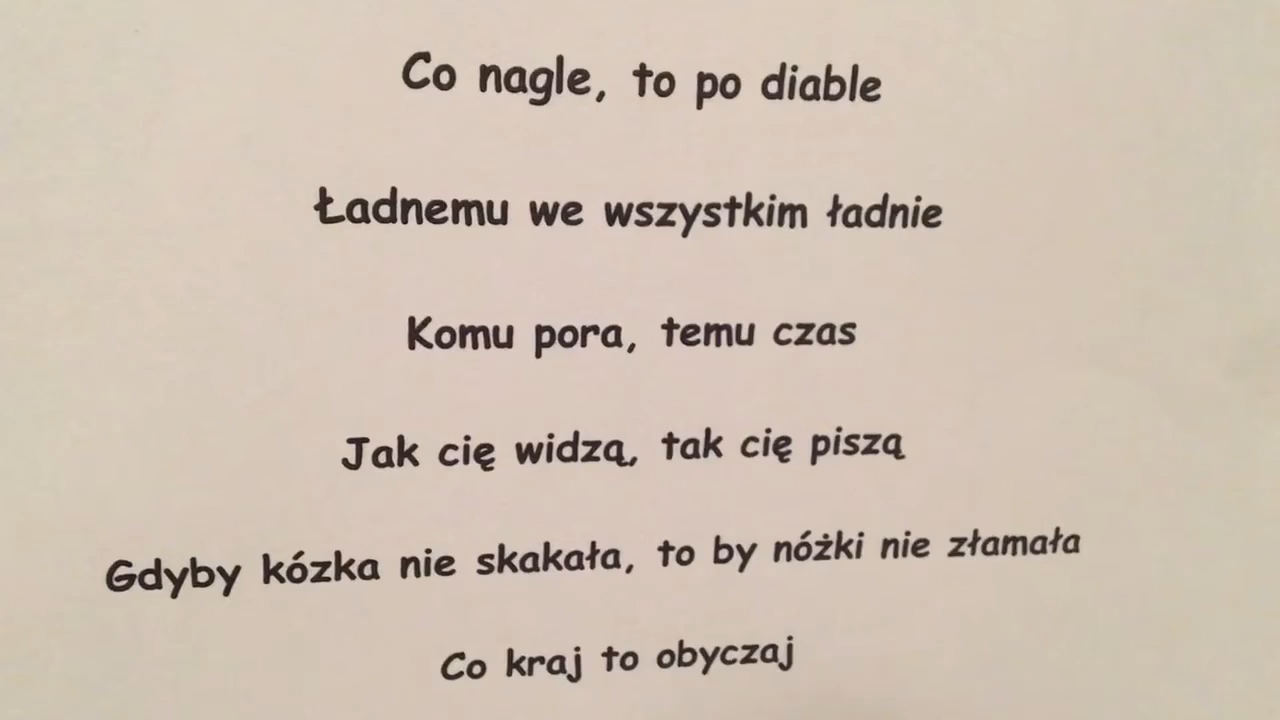 Co nagle, to po diable
Ładnemu we wszystkim ładnie
Komu pora, temu czas
Jak cię widzą, tak cię piszą
Gdyby kózka nie skakała, to by nóżki nie złamała
Co kraj to obyczaj